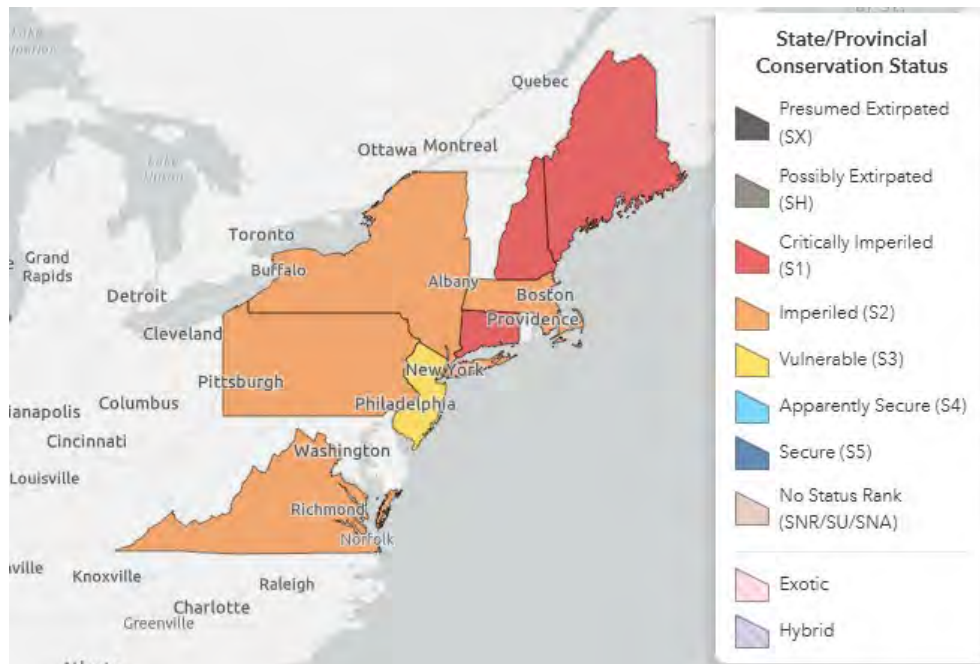 Quebec
Ottawa Montreal
Toronto
Buffalo
Albany
Boston
Providence
Grand
Rapids
Detroit
Cleveland
New York
Pittsburgh
Philadelphia
Columbus
Cincinnati
Washington
Louisville
Richmond
Norfolk
Knoxville
Raleigh
Charlotte
Greenville
State/Provincial
Conservation Status
Presumed Extirpated
(SX)
Possibly Extirpated
(SH)
Critically Imperiled
(S1)
Imperiled (S2)
Vulnerable (S3)
Apparently Secure (S4)
Secure (S5)
No Status Rank
(SNR/SU/SNA)
Exotic
Hybrid